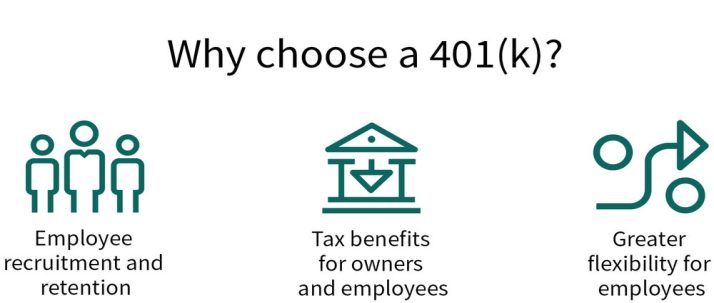 Why choose a 401(k)?
Employee
recruitment and
retention
Tax benefits
for owners
and employees
Greater
flexibility for
employees